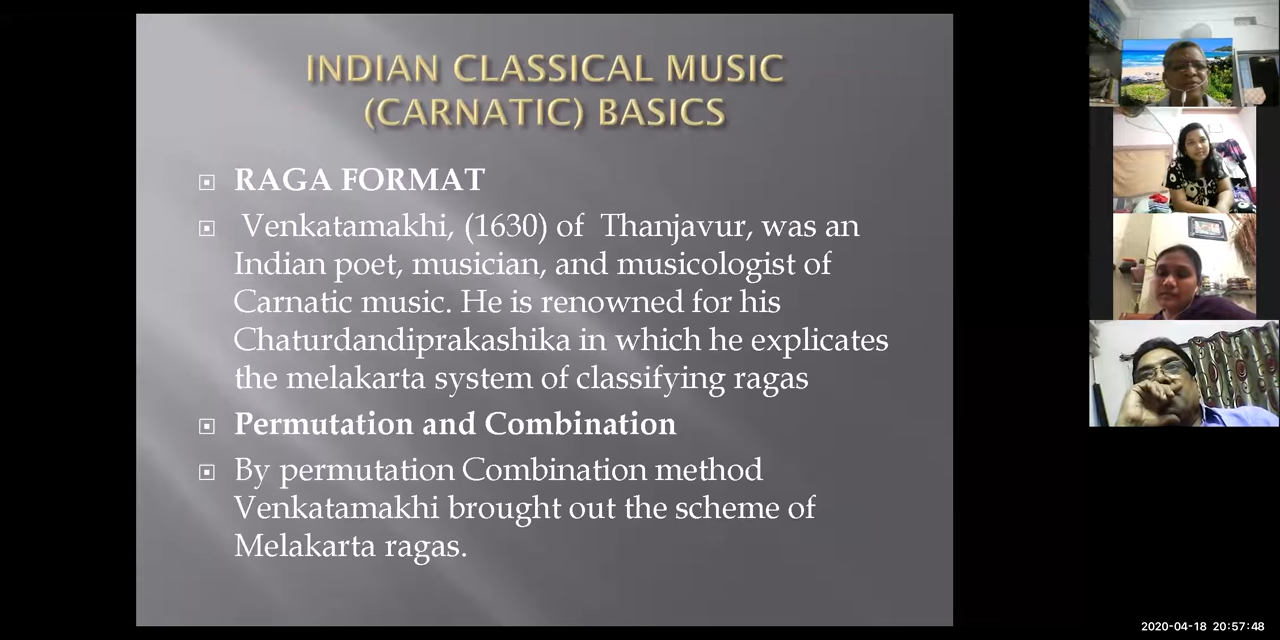 INDIAN CLASSICAL MUSIC
(CARNATIC) BASICS
RAGA FORMAT
Venkatamakhi, (1630) of Thanjavur, was an
Indian poet, musician, and musicologist of
Carnatic music. He is renowned for his
Chaturdandiprakashika in which he explicates
the melakarta system of classifying ragas
Permutation and Combination
By permutation Combination method
Venkatamakhi brought out the scheme of
Melakarta ragas.
2020-04-18 20:57:48